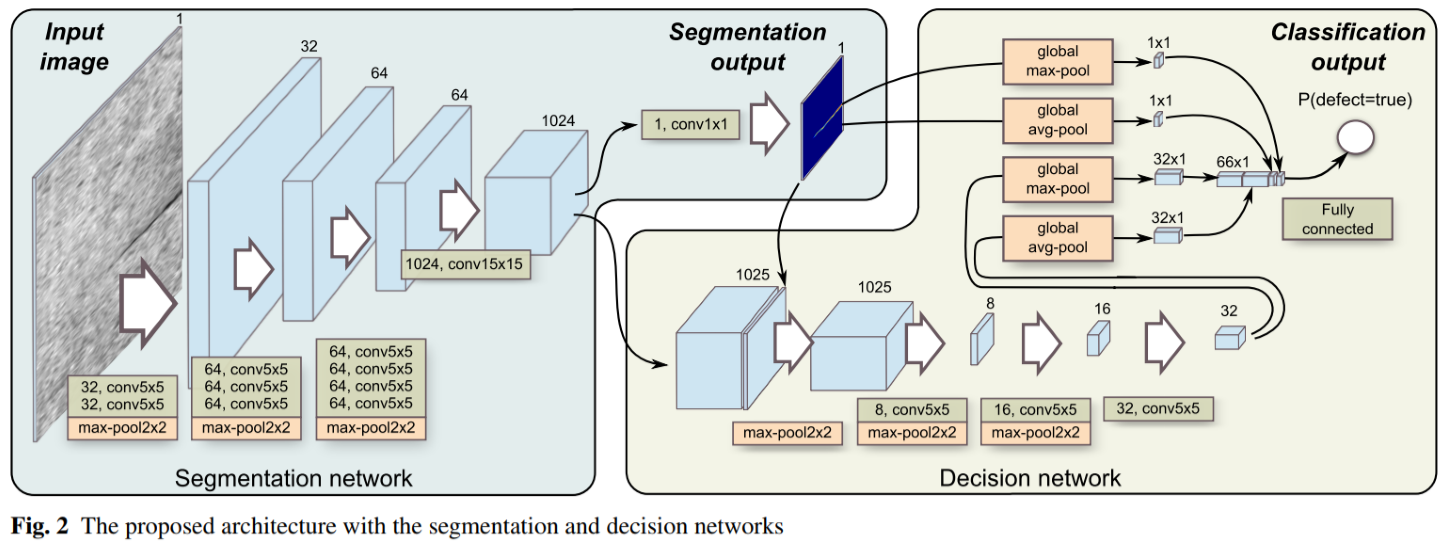 Input
image
1
32
64
64
1024
1024, conv15x15
32, conv5x5
32, conv5x5
max-pool2x2
64, conv5x5
64, conv5x5
64, conv5x5
max-pool2x2
64, conv5x5
64, conv5x5
64, conv5x5
64, conv5x5
max-pool2x2
Segmentation network
Segmentation
output
1
1, conv1x1
Classification
output
P(defect=true)
global
max-pool
1x1
global
avg-pool
1x1
global
max-pool
32x1
66x1
global
avg-pool
32x1
Fully
connected
1025
1025
8
16
32
max-pool2x2
8, conv5x5
max-pool2x2
16, conv5x5
max-pool2x2
32, conv5x5
Decision network
Fig. 2 The proposed architecture with the segmentation and decision networks